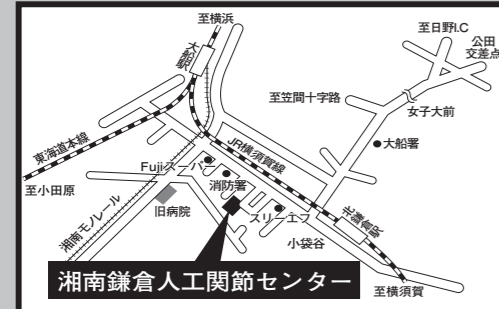 至横浜
至日野I.C
公田
交差点
大船駅
至笠間十字路
女子大前
大船署
東海道本線
JR横須賀線
Fujiスーパー
消防署
至小田原
旧病院
スリーエフ
北鎌倉駅
湘南モノレール
小袋谷
湘南鎌倉人工関節センター
至横須賀